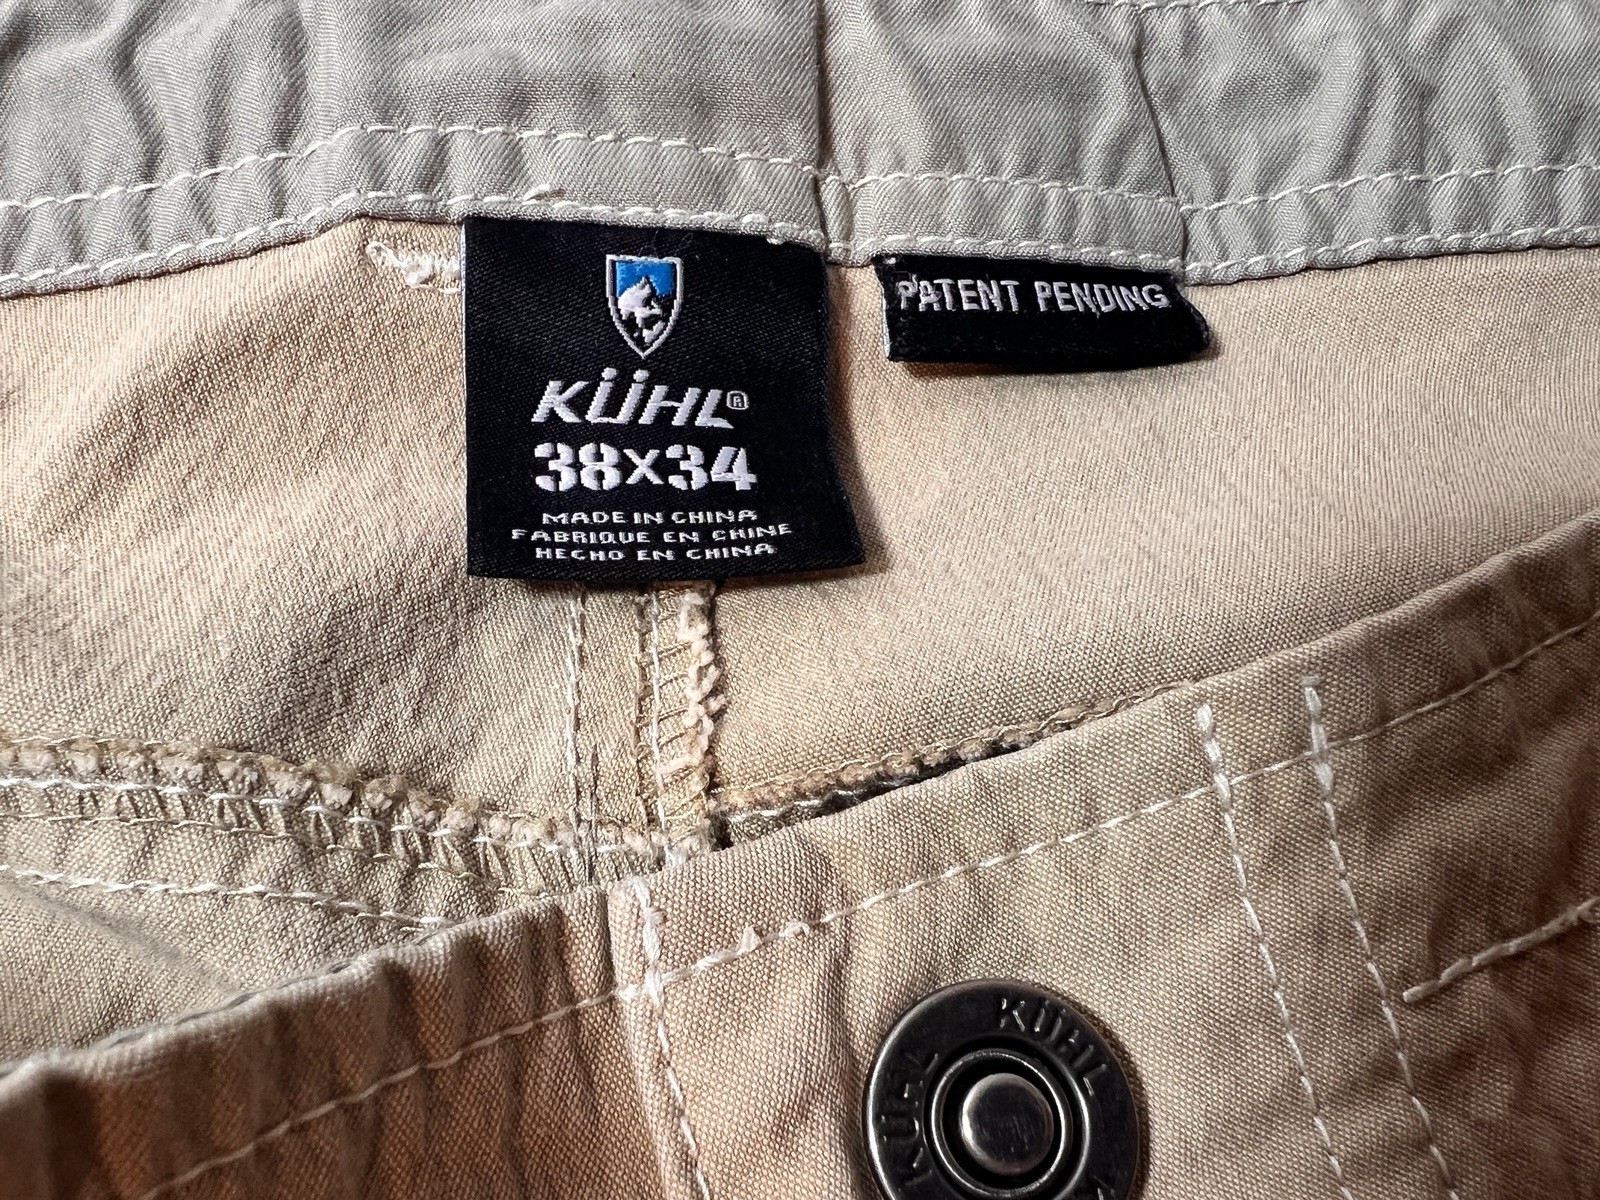 PATENT PENDING
KÜHL®
38X34
MADE IN CHINA
FABRIQUE EN CHINE
HECHO EN CHINA
KÜHL
KÜHL